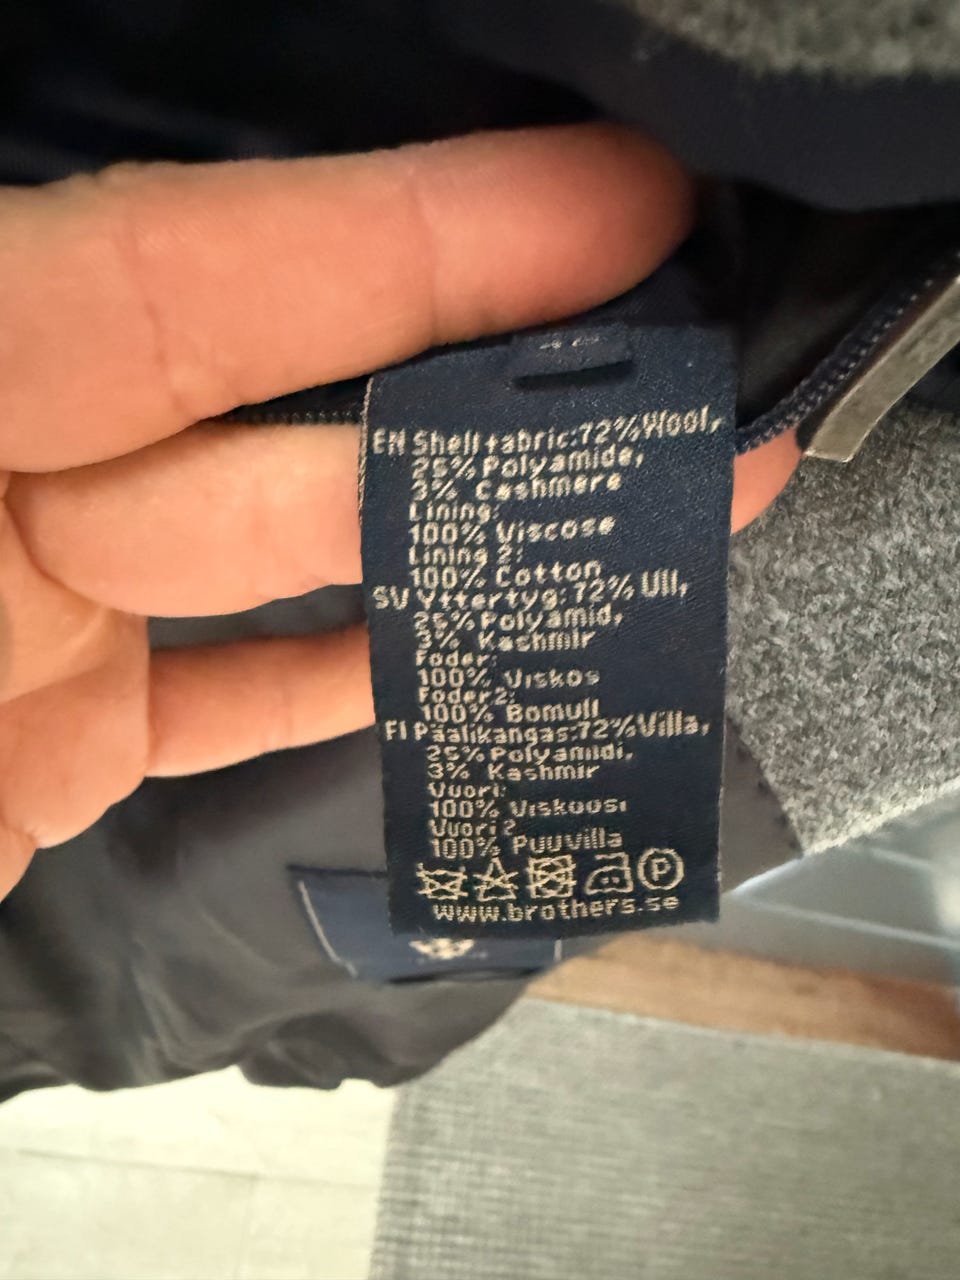 EN Shell fabric:72%Wool,
25% Polyamide,
3% Cashmere
Lining:
100% Viscose
Lining 2:
100% Cotton
SV Yttertyg:72% Ull,
25% Polyamid,
3% Kashmir
Foder:
100% Viskos
Foder2:
100% Bomull
FI Päälikangas:72%Villa,
25% Polyamidi,
3% Kashmir
Vuori:
100% Viskoosi
Vuori 2
100% Puuvilla
P
www.brothers.se